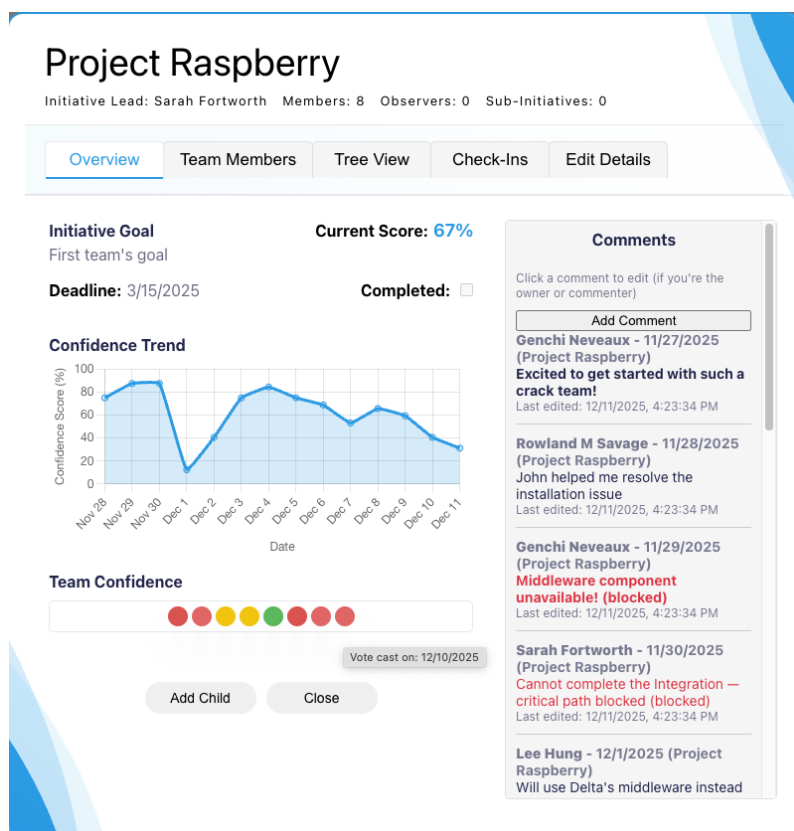 Project Raspberry
Initiative Lead: Sarah Fortworth Members: 8 Observers: 0 Sub-Initiatives: 0
Overview
Team Members
Tree View
Check-Ins
Edit Details
Initiative Goal
First team's goal
Current Score: 67%
Deadline: 3/15/2025
Completed:
Confidence Trend
Confidence Score (%)
100
80
60
40
20
0
Nov 28
Nov 29
Nov 30
Dec 1
Dec 2
Dec 3
Dec 4
Dec 5
Dec 6
Dec 7
Dec 8
Dec 9
Dec 10
Dec 11
Date
Team Confidence
Vote cast on: 12/10/2025
Add Child
Close
Comments
Click a comment to edit (if you're the
owner or commenter)
Add Comment
Genchi Neveaux - 11/27/2025
(Project Raspberry)
Excited to get started with such a
crack team!
Last edited: 12/11/2025, 4:23:34 PM
Rowland M Savage - 11/28/2025
(Project Raspberry)
John helped me resolve the
installation issue
Last edited: 12/11/2025, 4:23:34 PM
Genchi Neveaux - 11/29/2025
(Project Raspberry)
Middleware component
unavailable! (blocked)
Last edited: 12/11/2025, 4:23:34 PM
Sarah Fortworth - 11/30/2025
(Project Raspberry)
Cannot complete the Integration —
critical path blocked (blocked)
Last edited: 12/11/2025, 4:23:34 PM
Lee Hung - 12/1/2025 (Project
Raspberry)
Will use Delta's middleware instead